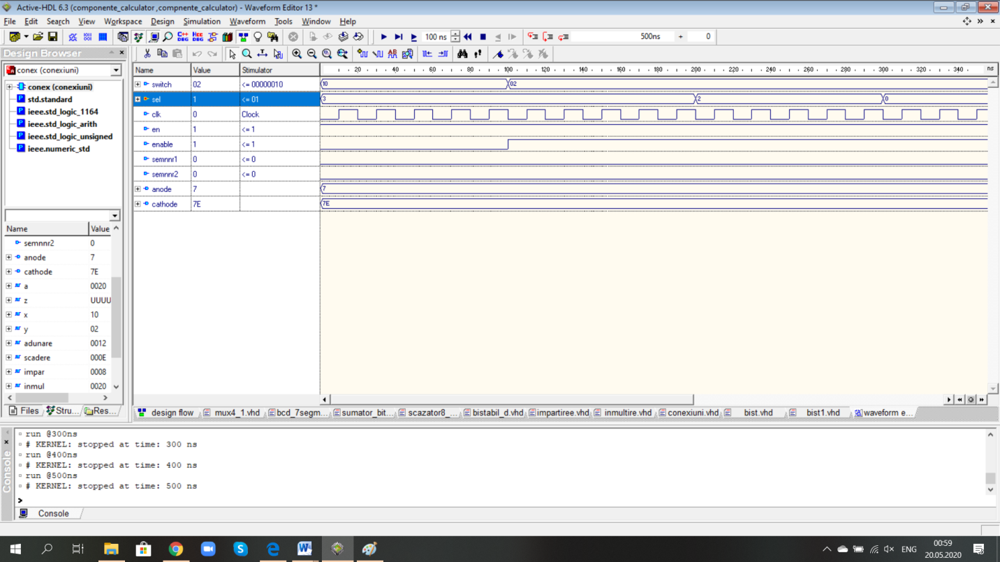 Active-HDL 6.3 (componente_calculator ,compnente_calculator) - Waveform Editor 13 *
File Edit Search View Workspace Design Simulation Waveform Tools Window Help
C++ DBG HEC DBG 100 ns 500ns + 0
Design Browser
conex (conexiuni)
conex (conexiuni)
std.standard
ieee.std_logic_1164
ieee.std_logic_arith
ieee.std_logic_unsigned
ieee.numeric_std
Name Value
semnnr2 0
anode 7
cathode 7E
a 0020
z UUUU
x 10
y 02
adunare 0012
scadere 000E
impar 0008
inmul 0020
Files Stru... Res...
Name Value Stimulator 20 40 60 80 100 120 140 160 180 200 220 240 260 280 300 320 340 ns
switch 02 <= 00000010 10 02
sel 1 <= 01 3 2 0
clk 0 Clock
en 1 <= 1
enable 1 <= 1
semnnr1 0 <= 0
semnnr2 0 <= 0
anode 7 7
cathode 7E 7E
design flow mux4_1.vhd bcd_7segm... sumator_bit... scazator8_... bistabil_d.vhd impartiree.vhd inmultire.vhd conexiuni.vhd bist.vhd bist1.vhd waveform e...
run @300ns
# KERNEL: stopped at time: 300 ns
run @400ns
# KERNEL: stopped at time: 400 ns
run @500ns
# KERNEL: stopped at time: 500 ns
>
Console
Console
ENG 00:59
20.05.2020